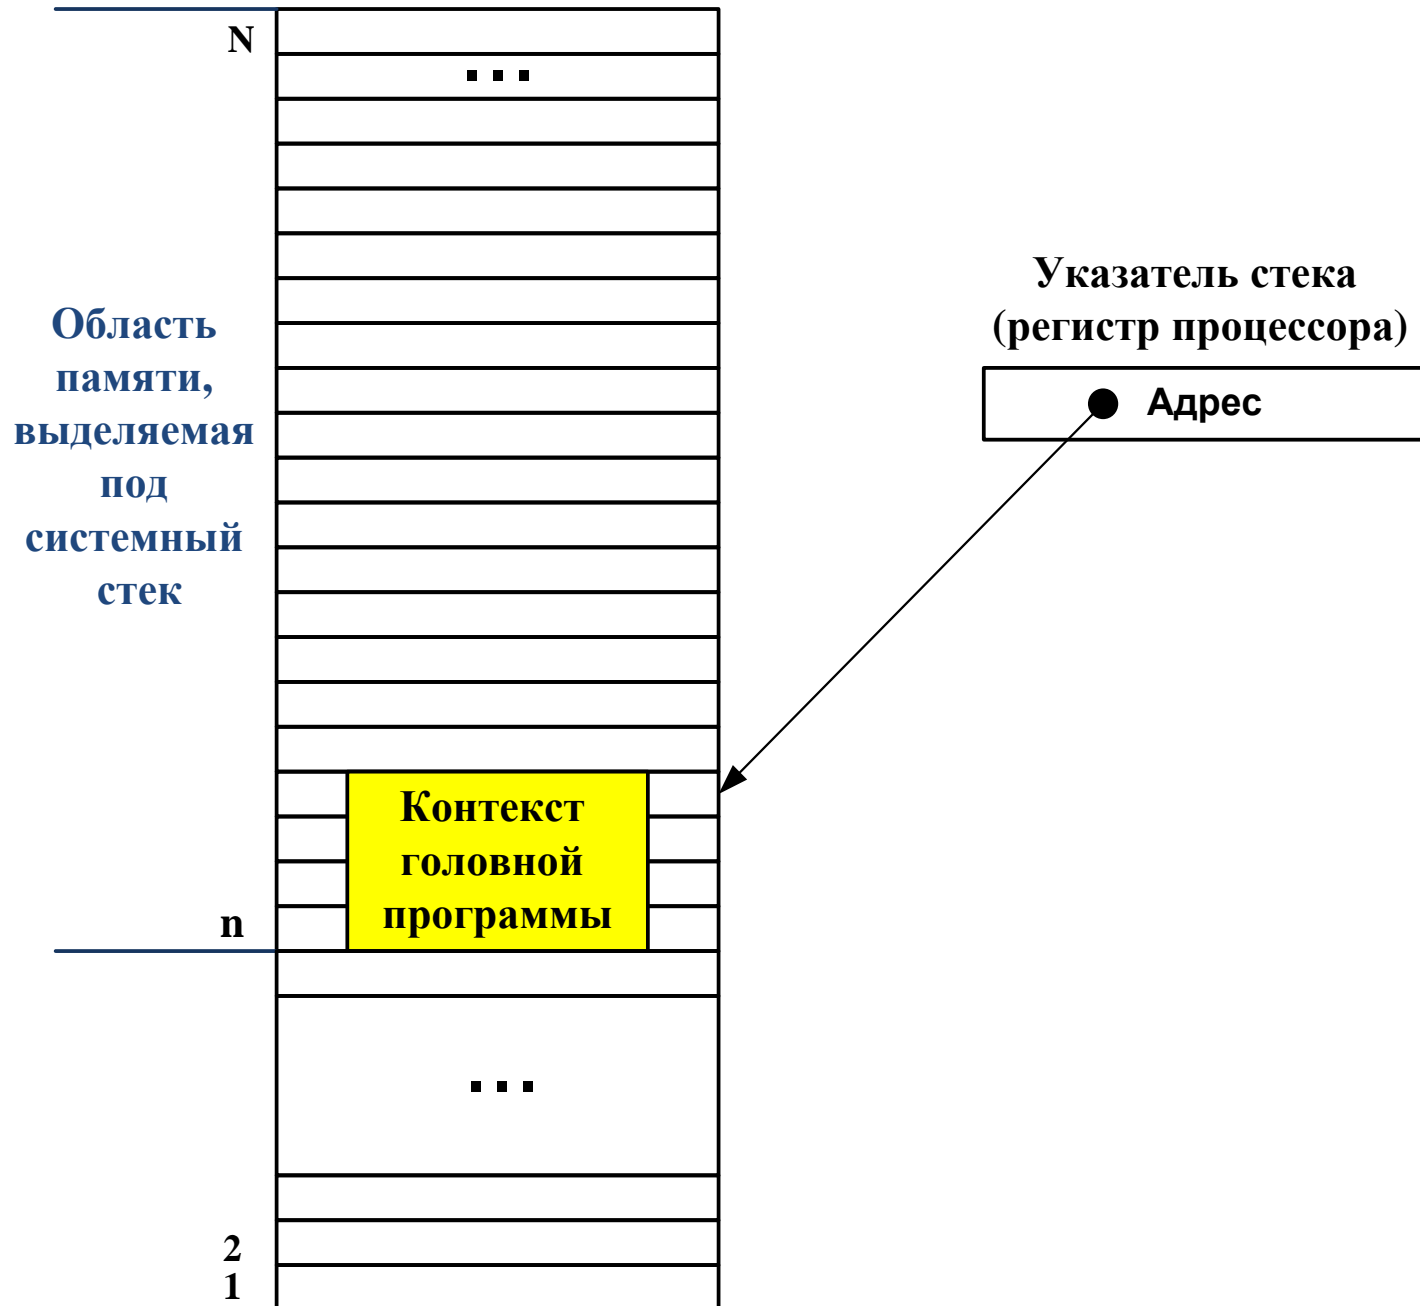 N
...
Указатель стека
(регистр процессора)
Адрес
Область
памяти,
выделяемая
под
системный
стек
Контекст
головной
программы
n
...
2
1